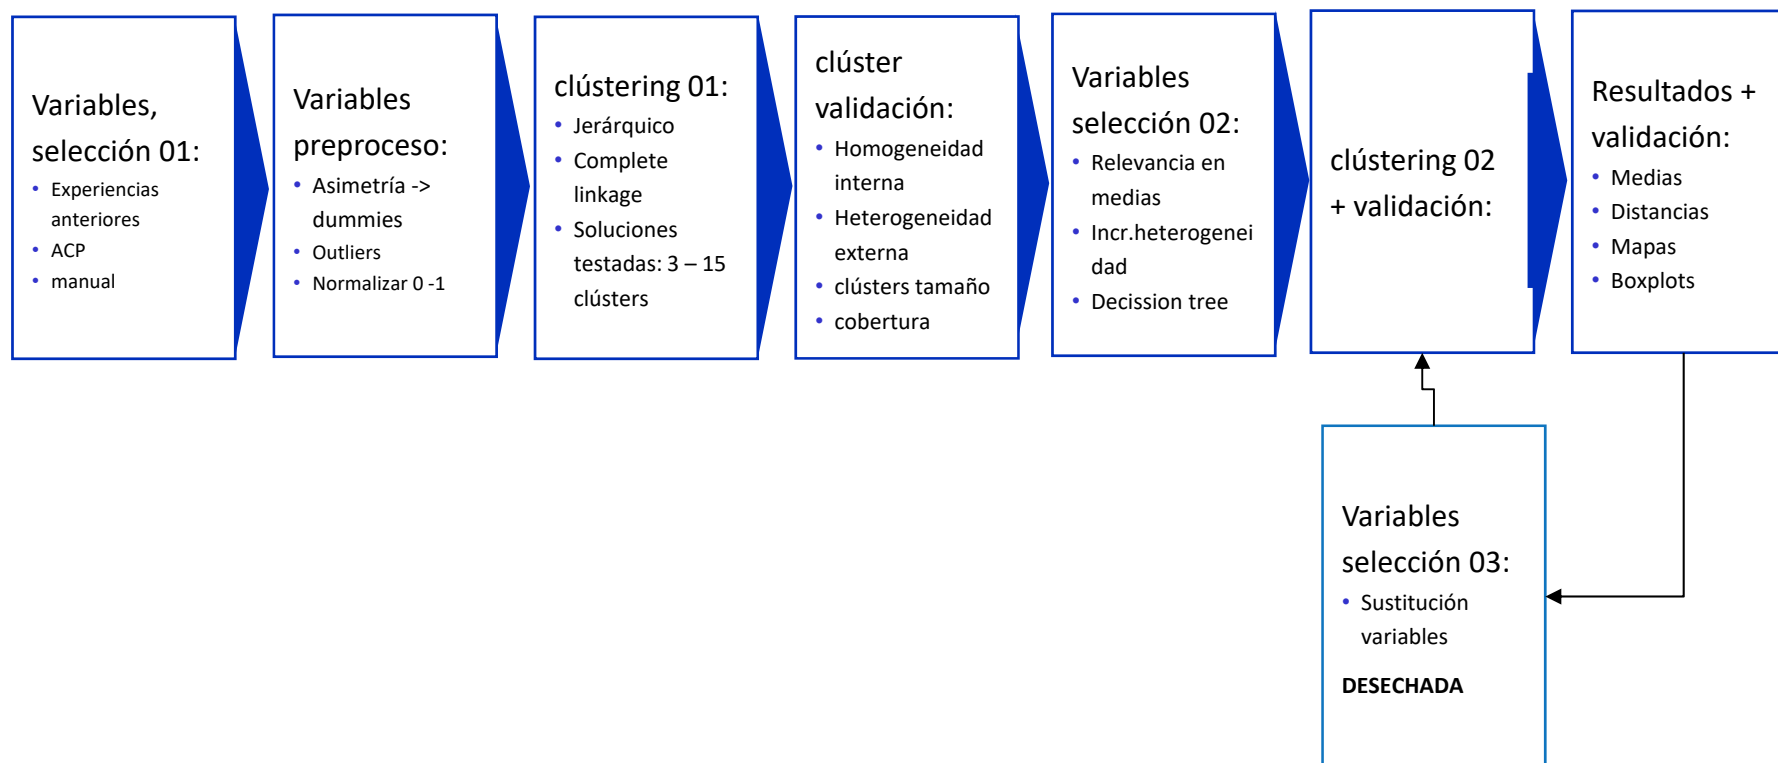 Variables,
selección 01:
• Experiencias
anteriores
• ACP
• manual
Variables
preproceso:
• Asimetría ->
dummies
• Outliers
• Normalizar 0 -1
clústering 01:
• Jerárquico
• Complete
linkage
• Soluciones
testadas: 3 – 15
clústers
clúster
validación:
• Homogeneidad
interna
• Heterogeneidad
externa
• clústers tamaño
• cobertura
Variables
selección 02:
• Relevancia en
medias
• Incr.heterogenei
dad
• Decission tree
clústering 02
+ validación:
Resultados +
validación:
• Medias
• Distancias
• Mapas
• Boxplots
Variables
selección 03:
• Sustitución
variables
DESECHADA